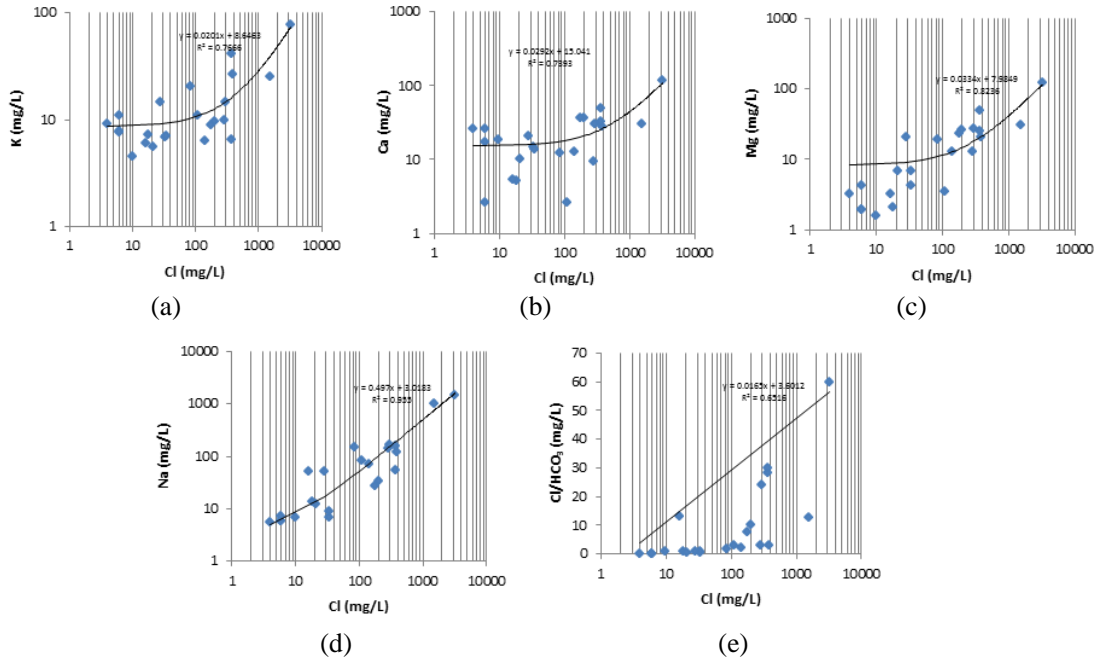 100
10
1
K (mg/L)
y = 0.0201x + 8.6463
R² = 0.7666
1 10 100 1000 10000
Cl (mg/L)
(a)
1000
100
10
1
Ca (mg/L)
y = 0.0292x + 15.041
R² = 0.7393
1 10 100 1000 10000
Cl (mg/L)
(b)
1000
100
10
1
Mg (mg/L)
y = 0.0334x + 7.9849
R² = 0.8236
1 10 100 1000 10000
Cl (mg/L)
(c)
10000
1000
100
10
1
Na (mg/L)
y = 0.497x + 3.0183
R² = 0.955
1 10 100 1000 10000
Cl (mg/L)
(d)
70
60
50
40
30
20
10
0
Cl/HCO₃ (mg/L)
y = 0.0165x + 3.6012
R² = 0.6516
1 10 100 1000 10000
Cl (mg/L)
(e)